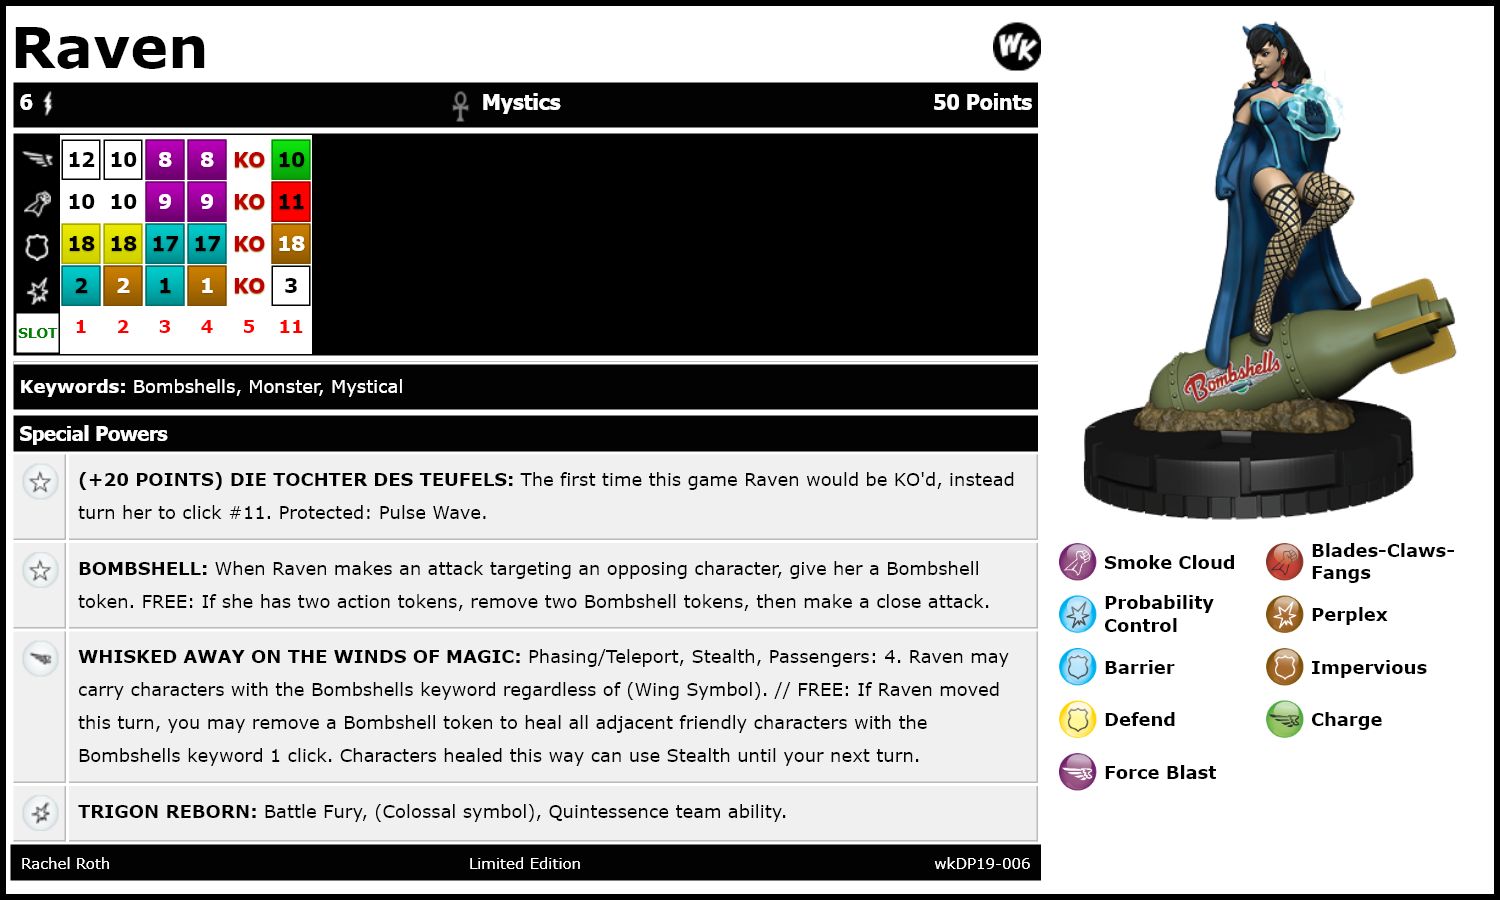 Raven
WK
6 Mystics 50 Points
12 10 8 8 KO 10
10 10 9 9 KO 11
18 18 17 17 KO 18
2 2 1 1 KO 3
SLOT 1 2 3 4 5 11
Keywords: Bombshells, Monster, Mystical
Special Powers
(+20 POINTS) DIE TOCHTER DES TEUFELS: The first time this game Raven would be KO'd, instead
turn her to click #11. Protected: Pulse Wave.
BOMBSHELL: When Raven makes an attack targeting an opposing character, give her a Bombshell
token. FREE: If she has two action tokens, remove two Bombshell tokens, then make a close attack.
WHISKED AWAY ON THE WINDS OF MAGIC: Phasing/Teleport, Stealth, Passengers: 4. Raven may
carry characters with the Bombshells keyword regardless of (Wing Symbol). // FREE: If Raven moved
this turn, you may remove a Bombshell token to heal all adjacent friendly characters with the
Bombshells keyword 1 click. Characters healed this way can use Stealth until your next turn.
TRIGON REBORN: Battle Fury, (Colossal symbol), Quintessence team ability.
Rachel Roth Limited Edition wkDP19-006
Bombshells
Smoke Cloud
Blades-Claws-
Fangs
Probability
Control
Perplex
Barrier
Impervious
Defend
Charge
Force Blast